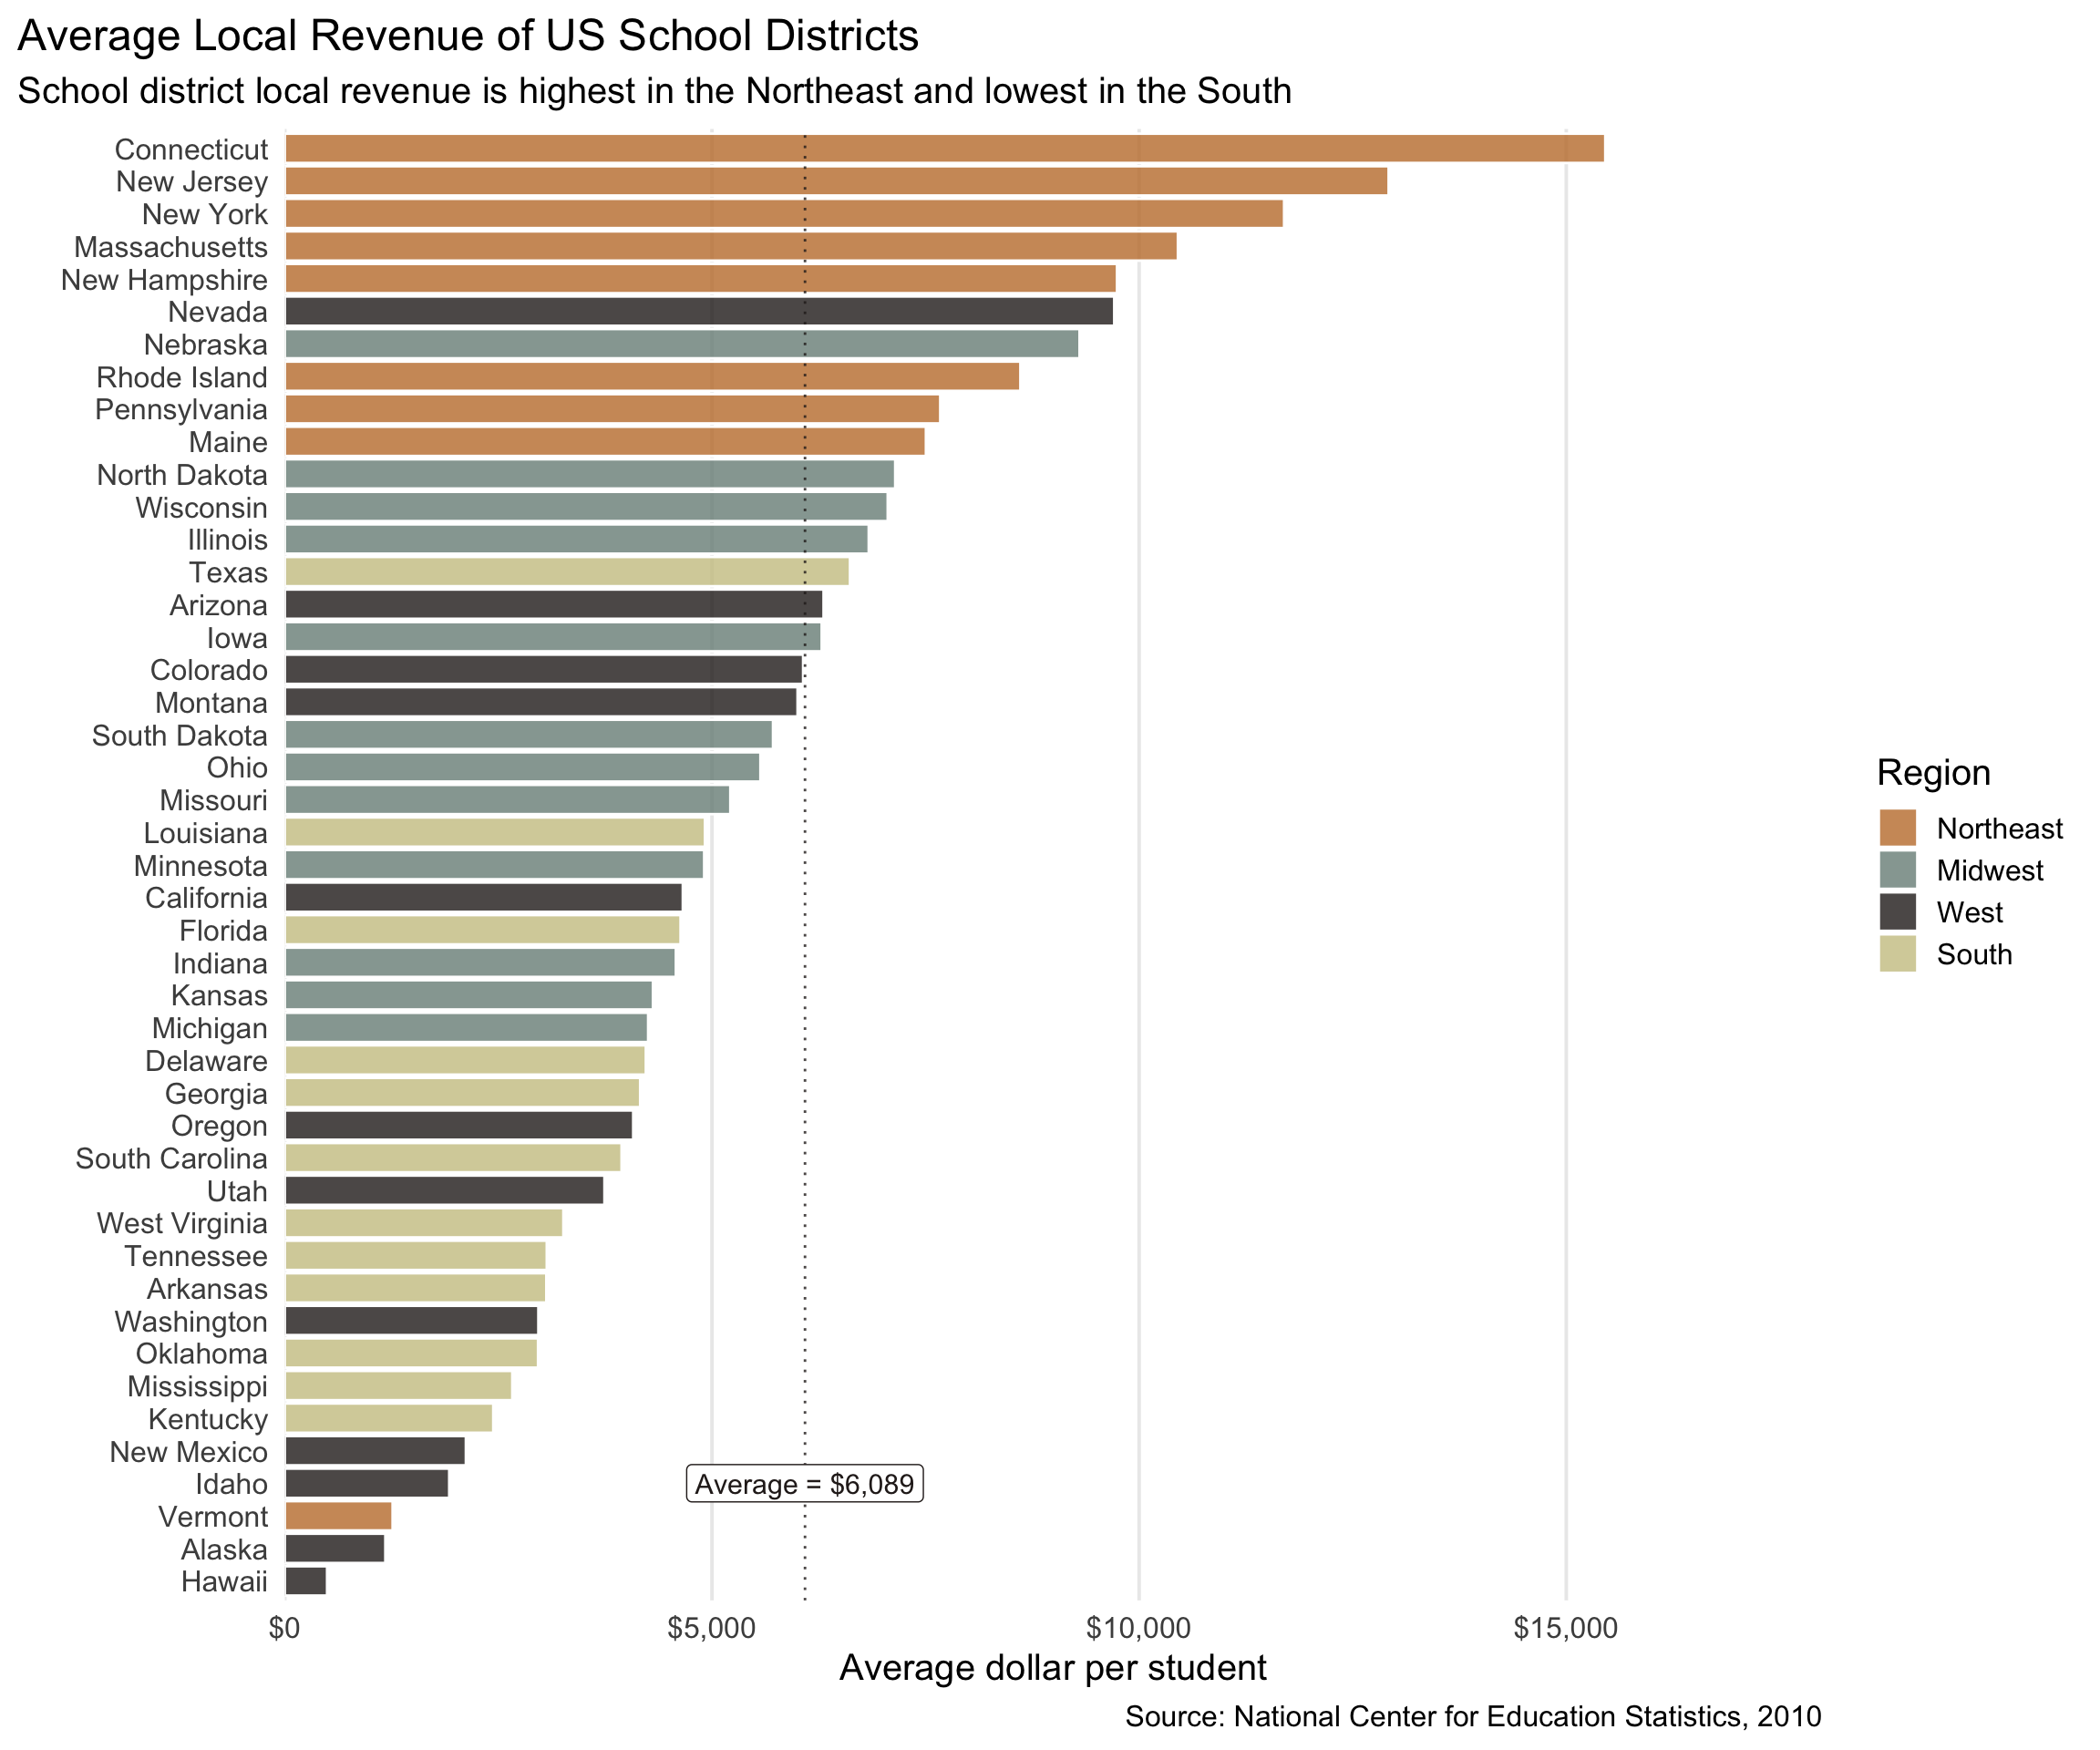 Average Local Revenue of US School Districts
School district local revenue is highest in the Northeast and lowest in the South
Connecticut
New Jersey
New York
Massachusetts
New Hampshire
Nevada
Nebraska
Rhode Island
Pennsylvania
Maine
North Dakota
Wisconsin
Illinois
Texas
Arizona
Iowa
Colorado
Montana
South Dakota
Ohio
Missouri
Louisiana
Minnesota
California
Florida
Indiana
Kansas
Michigan
Delaware
Georgia
Oregon
South Carolina
Utah
West Virginia
Tennessee
Arkansas
Washington
Oklahoma
Mississippi
Kentucky
New Mexico
Idaho
Vermont
Alaska
Hawaii
Average = $6,089
$0 $5,000 $10,000 $15,000
Average dollar per student
Region
Northeast
Midwest
West
South
Source: National Center for Education Statistics, 2010